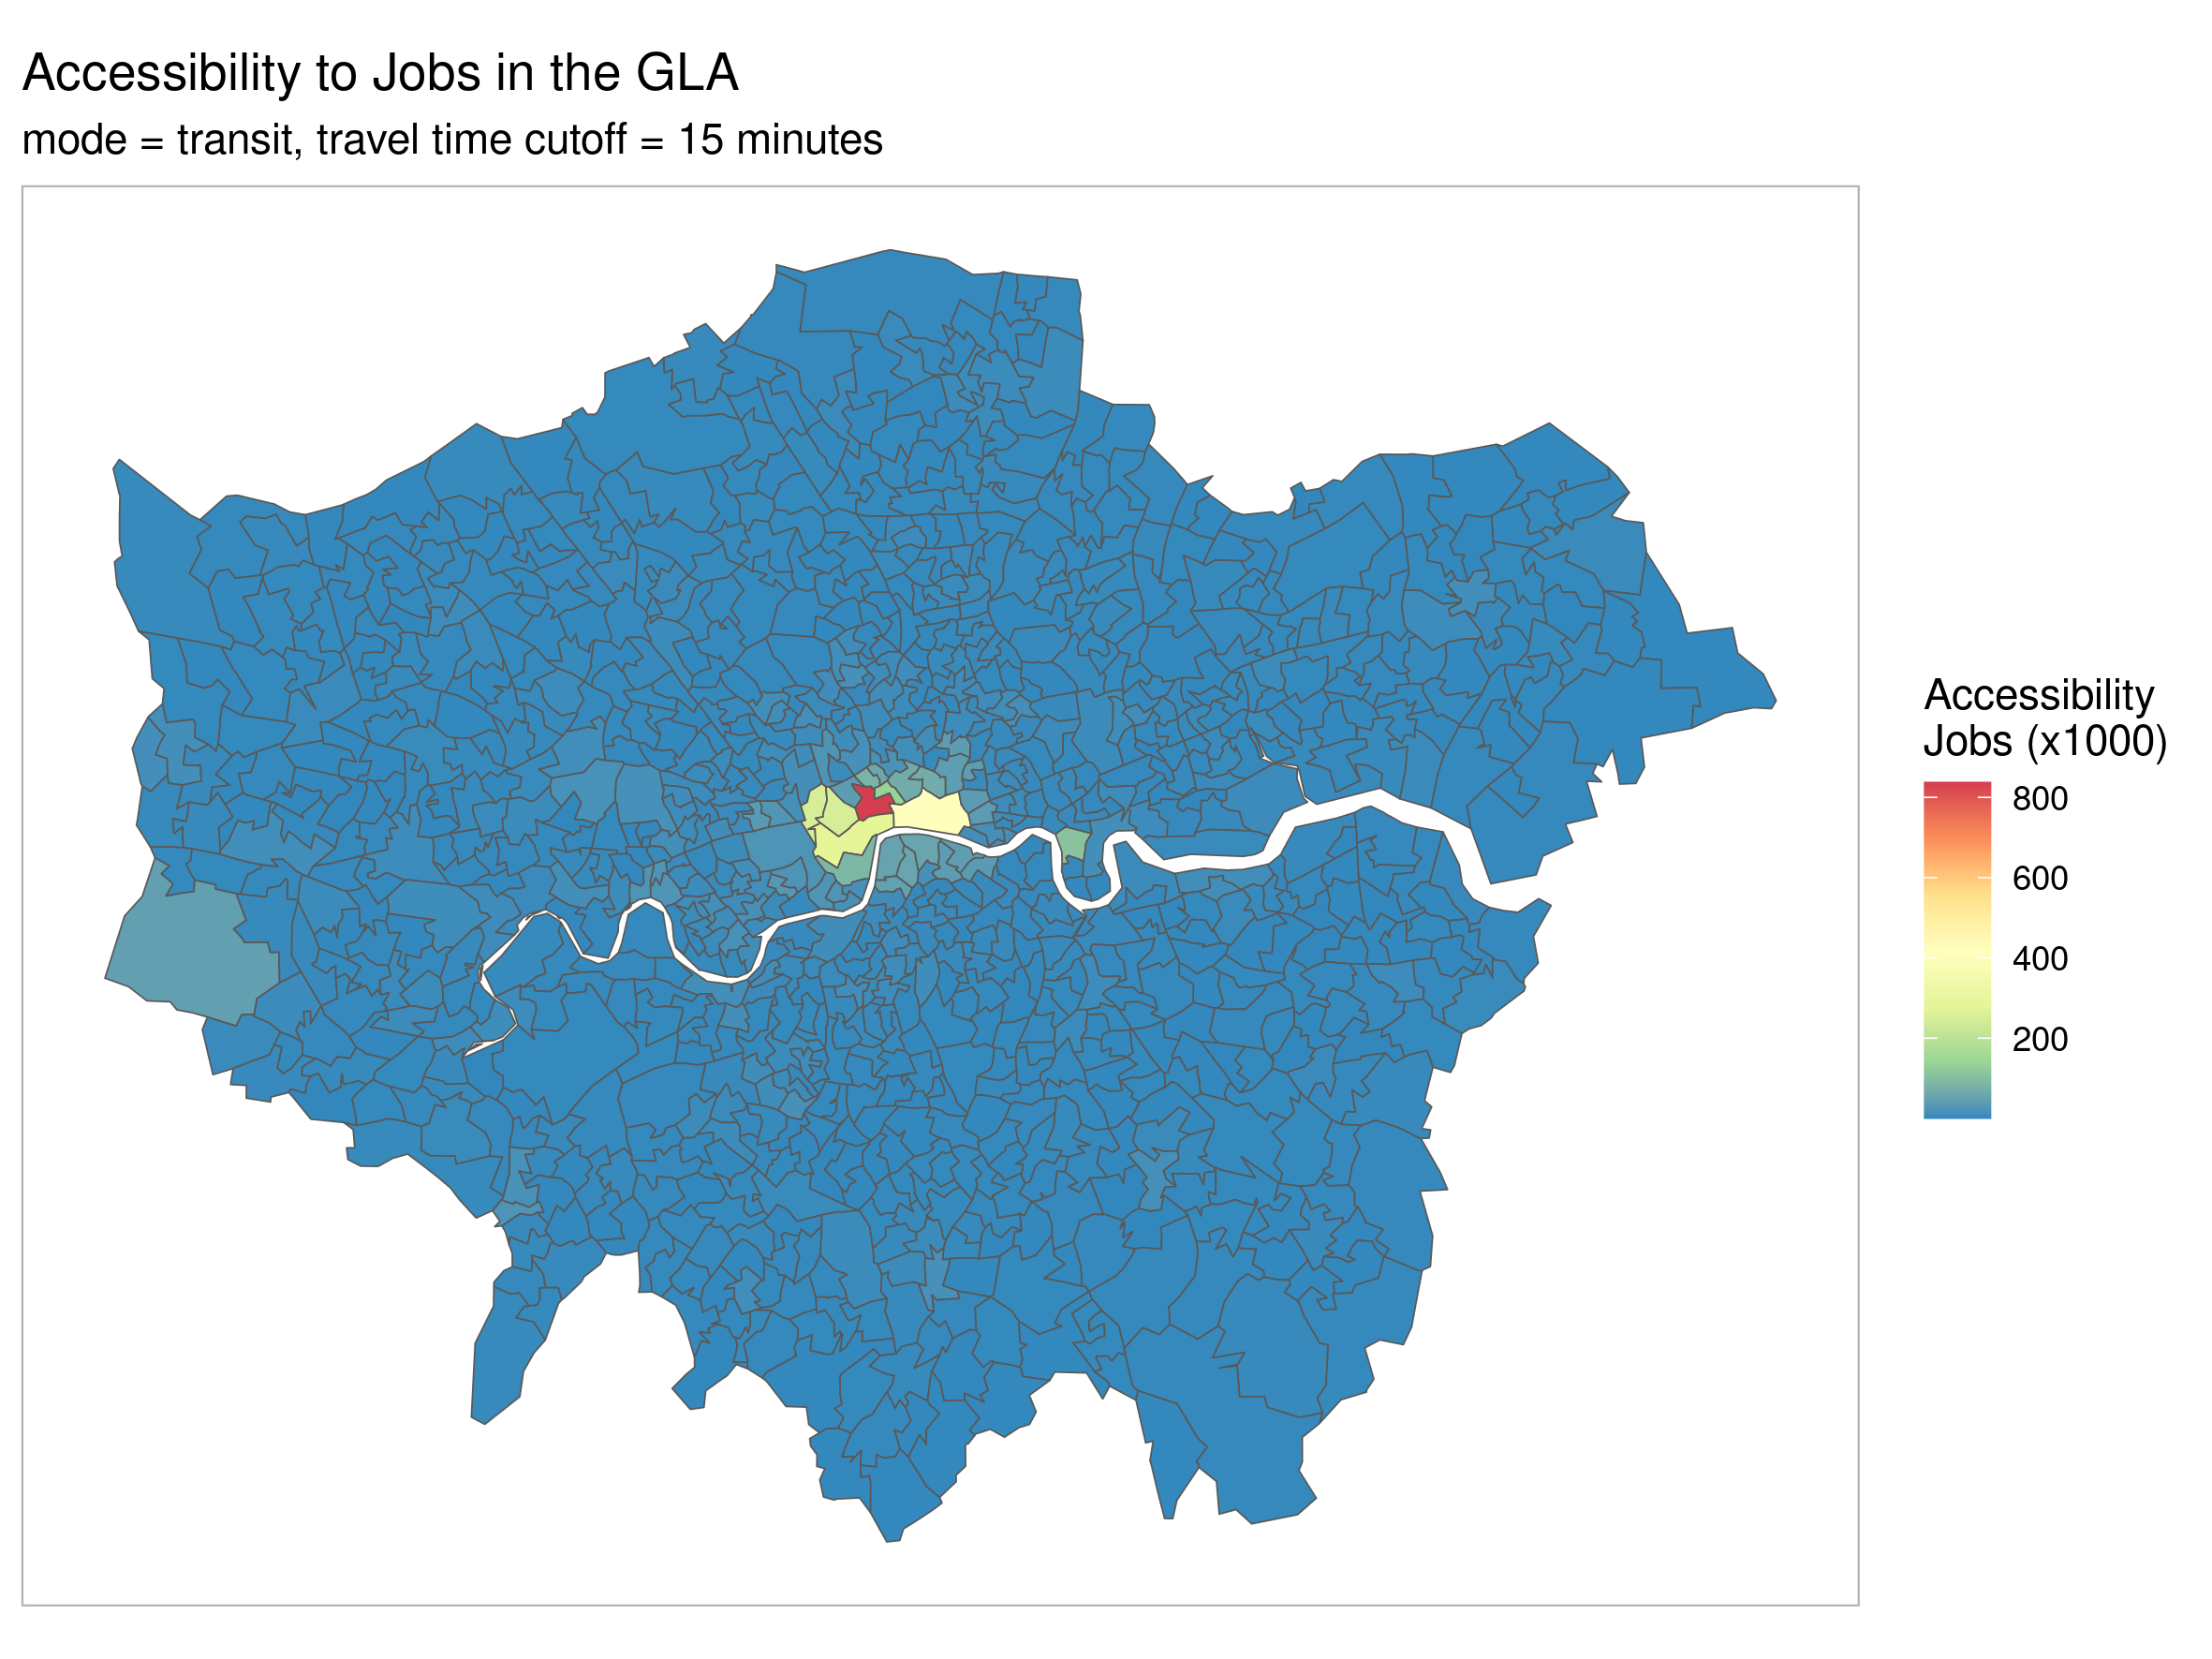 Accessibility to Jobs in the GLA
mode = transit, travel time cutoff = 15 minutes
Accessibility
Jobs (x1000)
800
600
400
200